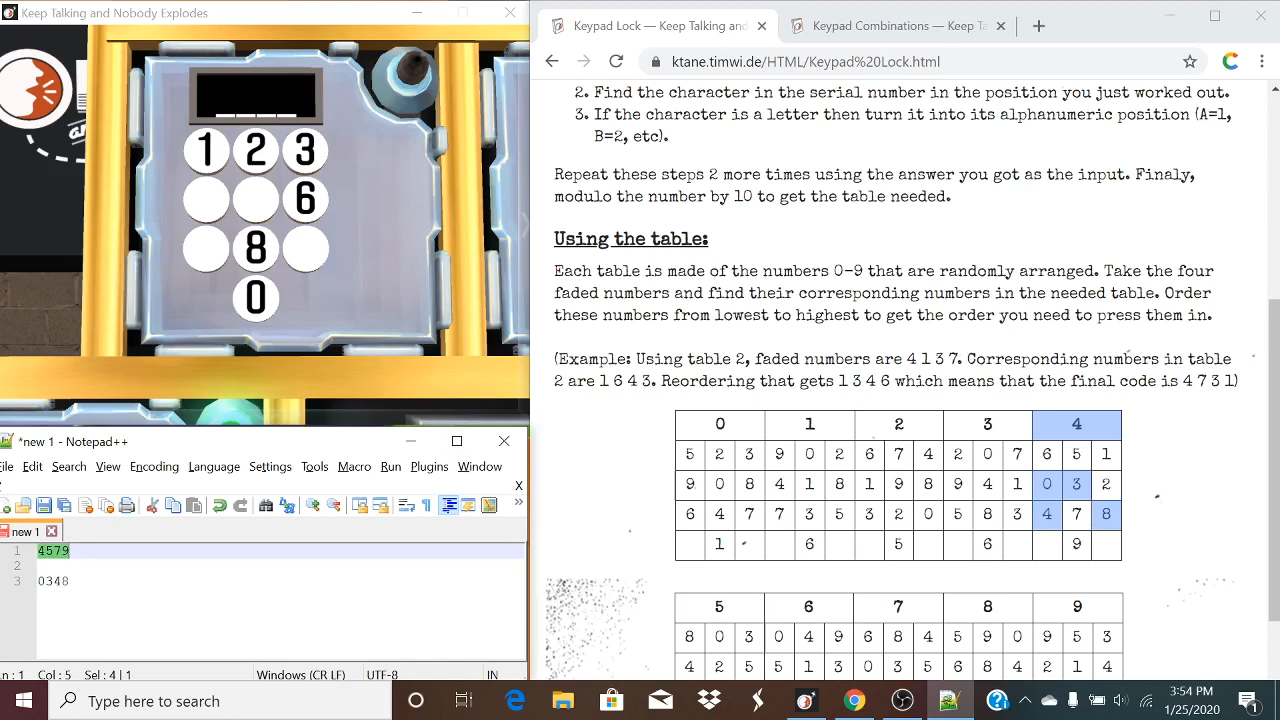 Keep Talking and Nobody Explodes
1 2 3
6
8
0
*new 1 - Notepad++
File Edit Search View Encoding Language Settings Tools Macro Run Plugins Window
X
new 1
1 4579
2
3 0348
Ln : 1 Col : 5 Sel : 4 | 1 Windows (CR LF) UTF-8 IN
Keypad Lock — Keep Talking and
Keypad Combinations — Keep Ta
ktane.timwi.de/HTML/Keypad%20Lock.html
2. Find the character in the serial number in the position you just worked out.
3. If the character is a letter then turn it into its alphanumeric position (A=1,
B=2, etc).
Repeat these steps 2 more times using the answer you got as the input. Finaly,
modulo the number by 10 to get the table needed.
Using the table:
Each table is made of the numbers 0-9 that are randomly arranged. Take the four
faded numbers and find their corresponding numbers in the needed table. Order
these numbers from lowest to highest to get the order you need to press them in.
(Example: Using table 2, faded numbers are 4 1 3 7. Corresponding numbers in table
2 are 1 6 4 3. Reordering that gets 1 3 4 6 which means that the final code is 4 7 3 1)
0 1 2 3 4
5 2 3 9 0 2 6 7 4 2 0 7 6 5 1
9 0 8 4 1 8 1 9 8 9 4 1 0 3 2
6 4 7 7 3 5 3 2 0 5 8 3 4 7 8
1 6 5 6 9
5 6 7 8 9
8 0 3 0 4 9 6 8 4 5 9 0 9 5 3
4 2 5 5 1 3 0 3 5 6 8 4 2 1 4
Type here to search
3:54 PM
1/25/2020
1